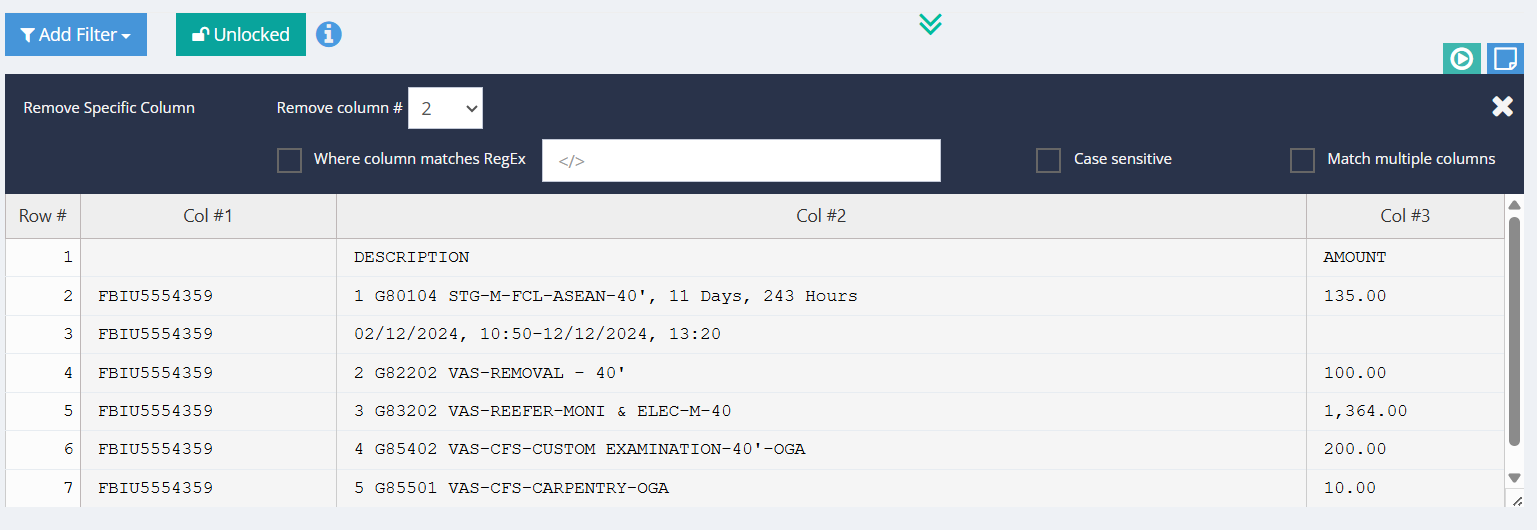 Add Filter Unlocked
Remove Specific Column Remove column # 2
Where column matches RegEx </> Case sensitive Match multiple columns
Row # Col #1 Col #2 Col #3
1 DESCRIPTION AMOUNT
2 FBIU5554359 1 G80104 STG-M-FCL-ASEAN-40', 11 Days, 243 Hours 135.00
3 FBIU5554359 02/12/2024, 10:50-12/12/2024, 13:20
4 FBIU5554359 2 G82202 VAS-REMOVAL - 40' 100.00
5 FBIU5554359 3 G83202 VAS-REEFER-MONI & ELEC-M-40 1,364.00
6 FBIU5554359 4 G85402 VAS-CFS-CUSTOM EXAMINATION-40'-OGA 200.00
7 FBIU5554359 5 G85501 VAS-CFS-CARPENTRY-OGA 10.00